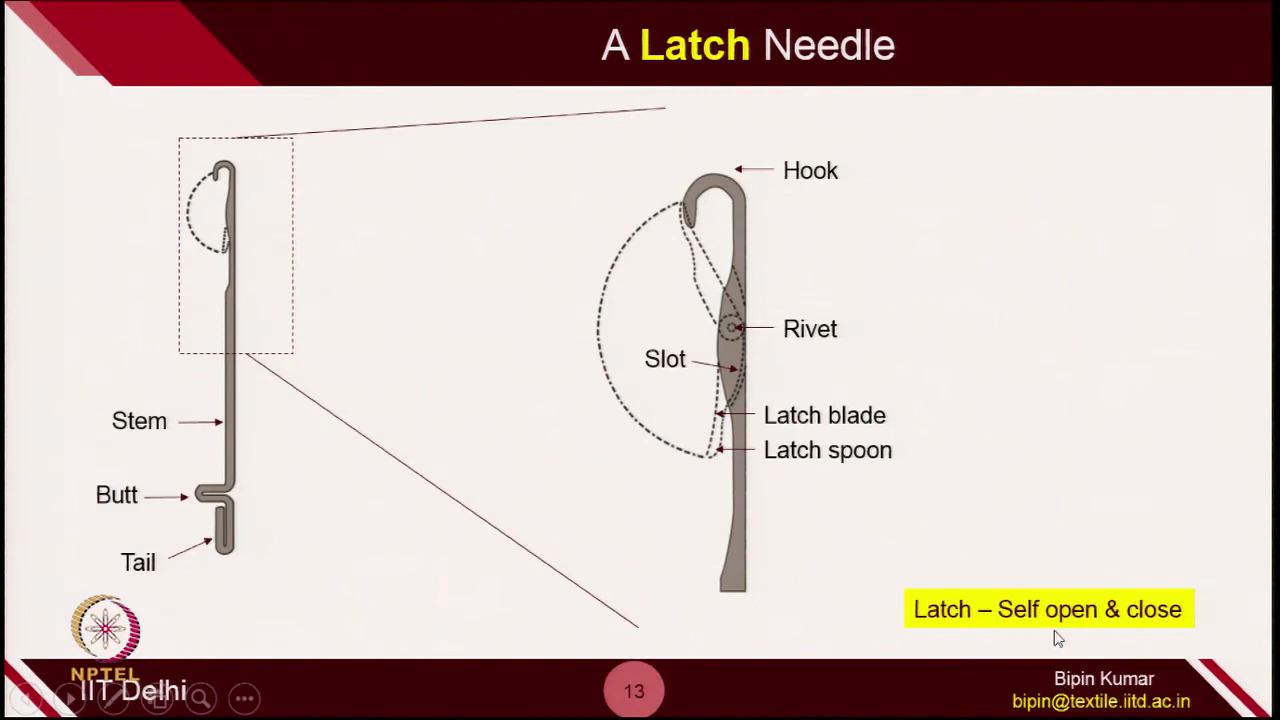 A Latch Needle
Hook
Rivet
Slot
Latch blade
Latch spoon
Stem
Butt
Tail
Latch – Self open & close
NPTEL
IIT Delhi
13
Bipin Kumar
bipin@textile.iitd.ac.in